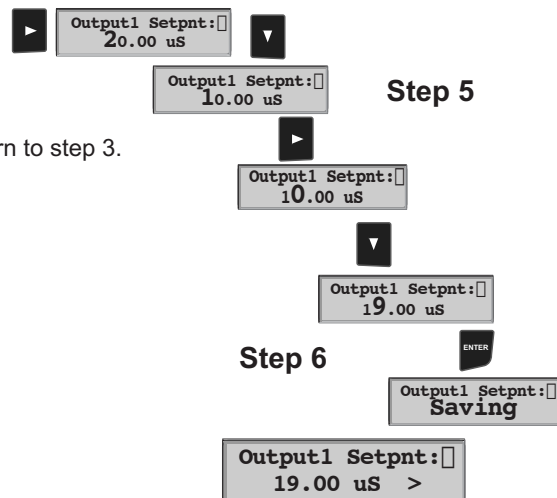 Output1 Setpnt:
20.00 uS
Output1 Setpnt:
10.00 uS
Step 5
to step 3.
Output1 Setpnt:
10.00 uS
Output1 Setpnt:
19.00 uS
Step 6
ENTER
Output1 Setpnt:
Saving
Output1 Setpnt:
19.00 uS >